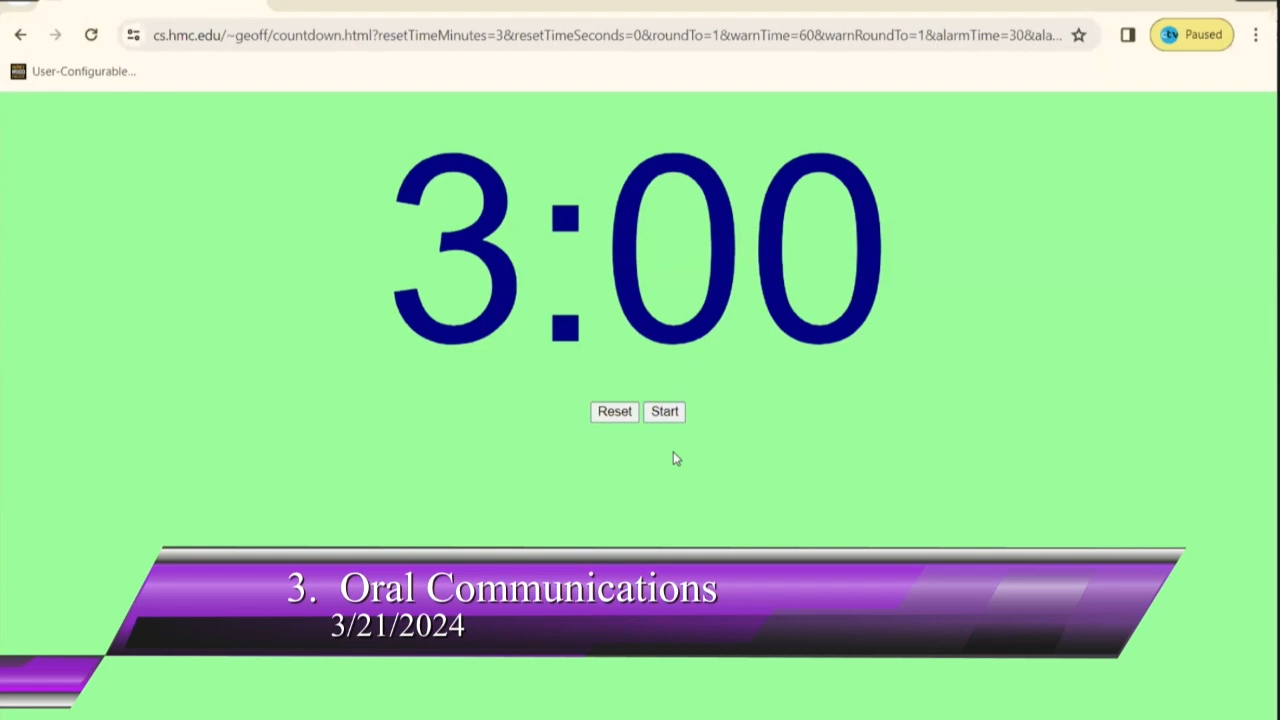 cs.hmc.edu/~geoff/countdown.html?resetTimeMinutes=3&resetTimeSeconds=0&roundTo=1&warnTime=60&warnRoundTo=1&alarmTime=30&ala...
Paused
User-Configurable...
3:00
Reset Start
3. Oral Communications
3/21/2024